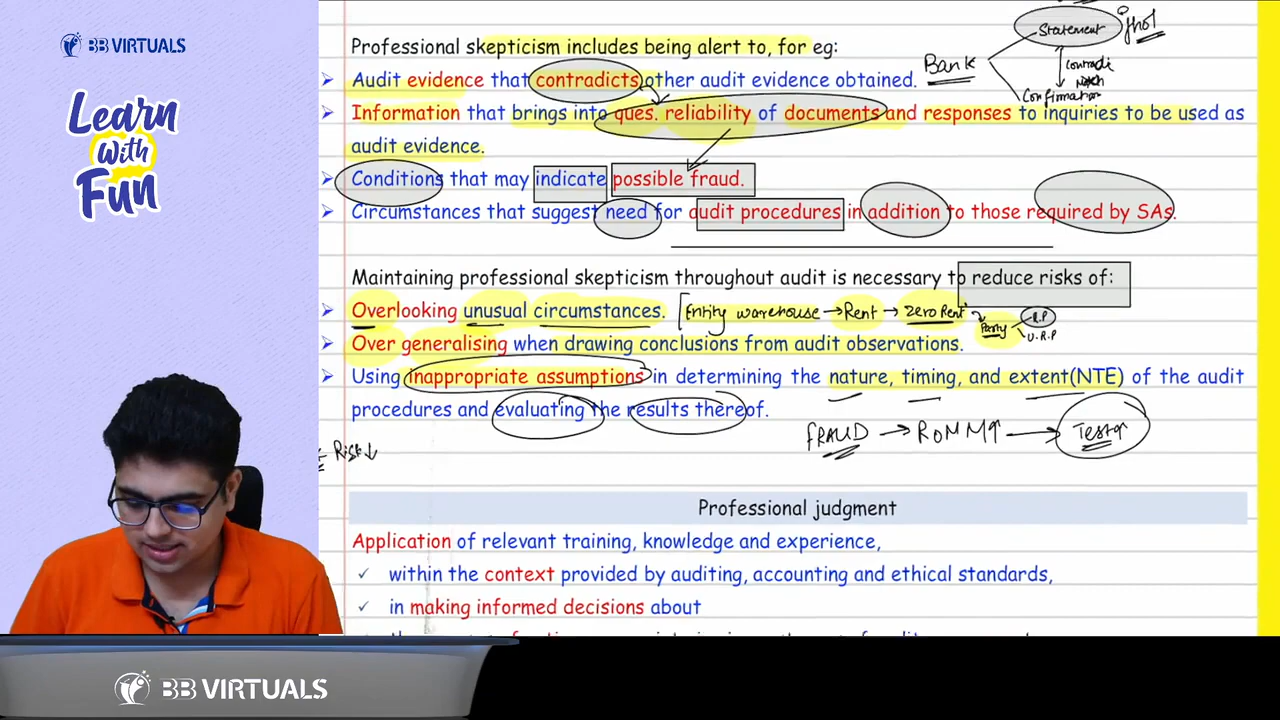 BB VIRTUALS
Learn
With
Fun
Professional skepticism includes being alert to, for eg:
Statement
Bank
Audit evidence that contradicts other audit evidence obtained.
Confirmation
Information that brings into ques. reliability of documents and responses to inquiries to be used as
audit evidence.
Conditions that may indicate possible fraud.
Circumstances that suggest need for audit procedures in addition to those required by SAs.
Maintaining professional skepticism throughout audit is necessary to reduce risks of:
Overlooking unusual circumstances. [Entity warehouse → Rent → zero Rent → Party
R.P
U.R.P
Over generalising when drawing conclusions from audit observations.
Using inappropriate assumptions in determining the nature, timing, and extent(NTE) of the audit
procedures and evaluating the results thereof.
FRAUD → ROMM↑ → Test↑
Risk↓
Professional judgment
Application of relevant training, knowledge and experience,
✓ within the context provided by auditing, accounting and ethical standards,
✓ in making informed decisions about
BB VIRTUALS